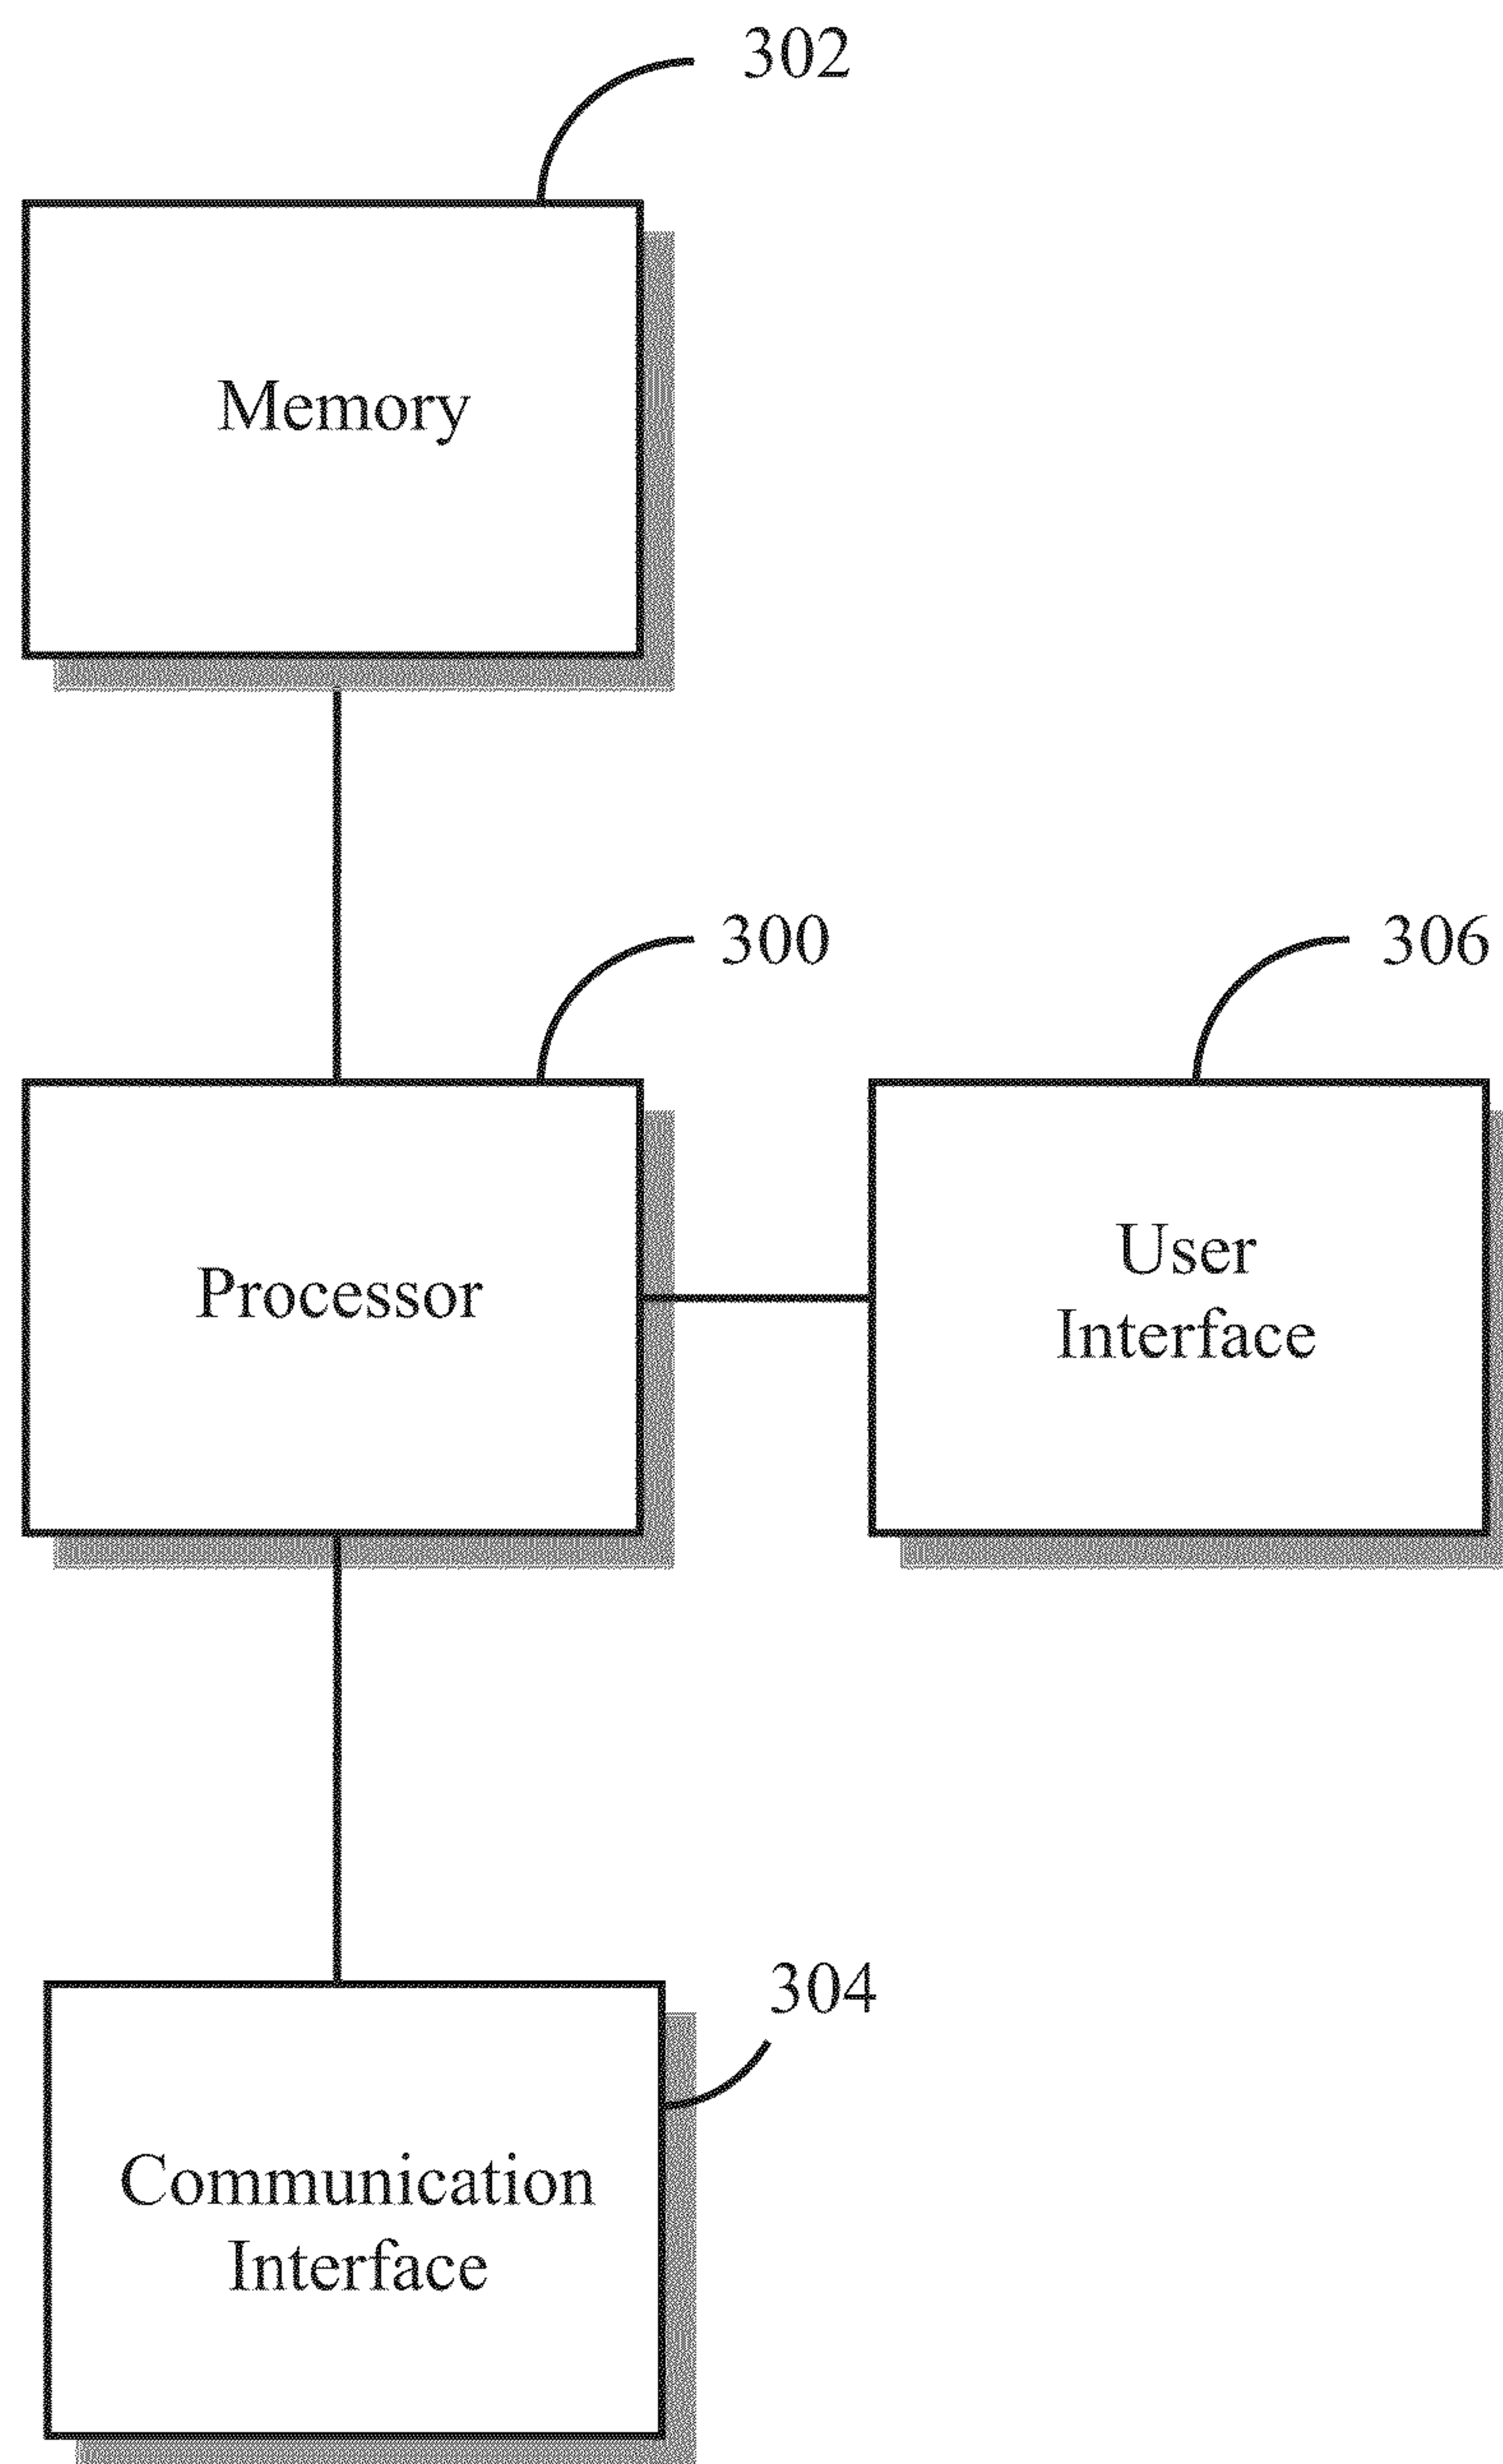 302
Memory
300
306
Processor
User
Interface
304
Communication
Interface